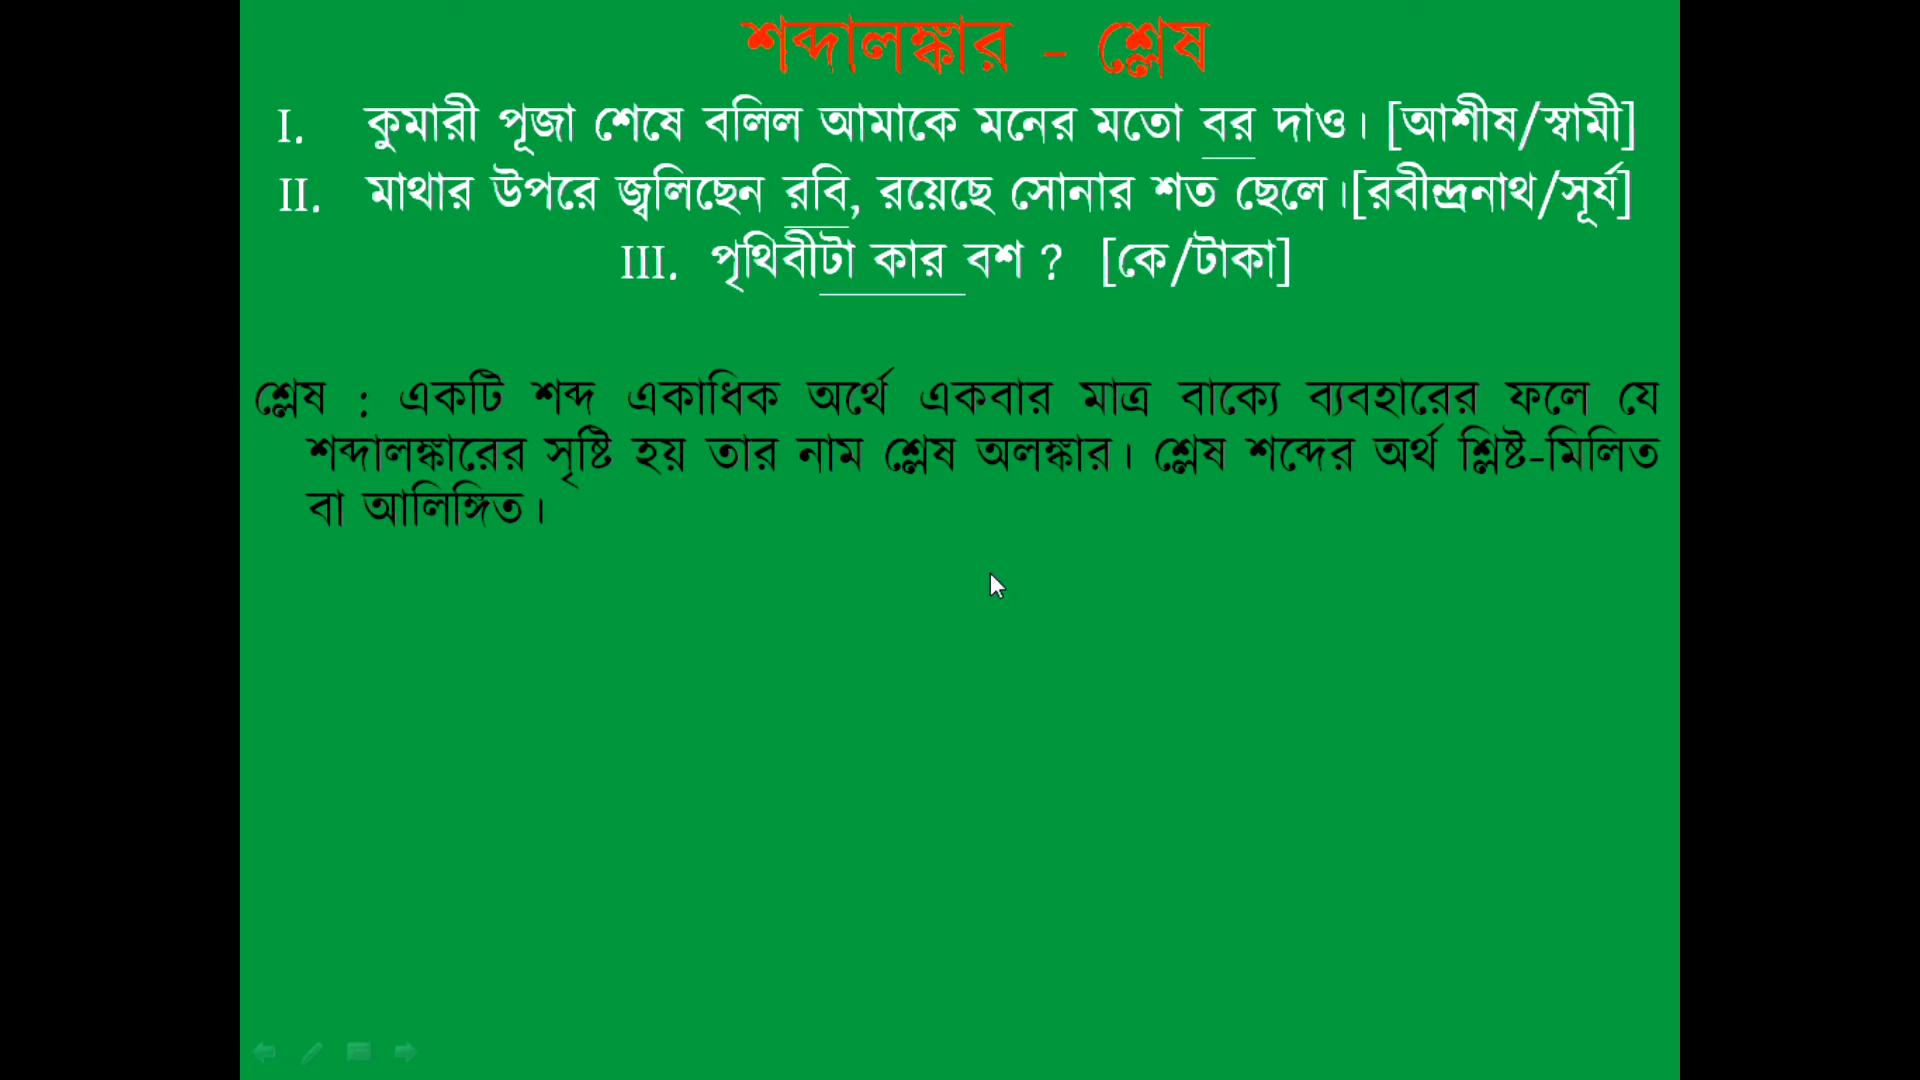 শব্দালঙ্কার - শ্লেষ
I. কুমারী পূজা শেষে বলিল আমাকে মনের মতো বর দাও। [আশীষ/স্বামী]
II. মাথার উপরে জ্বলিছেন রবি, রয়েছে সোনার শত ছেলে।[রবীন্দ্রনাথ/সূর্য]
III. পৃথিবীটা কার বশ ? [কে/টাকা]
শ্লেষ : একটি শব্দ একাধিক অর্থে একবার মাত্র বাক্যে ব্যবহারের ফলে যে
শব্দালঙ্কারের সৃষ্টি হয় তার নাম শ্লেষ অলঙ্কার। শ্লেষ শব্দের অর্থ শ্লিষ্ট-মিলিত
বা আলিঙ্গিত।